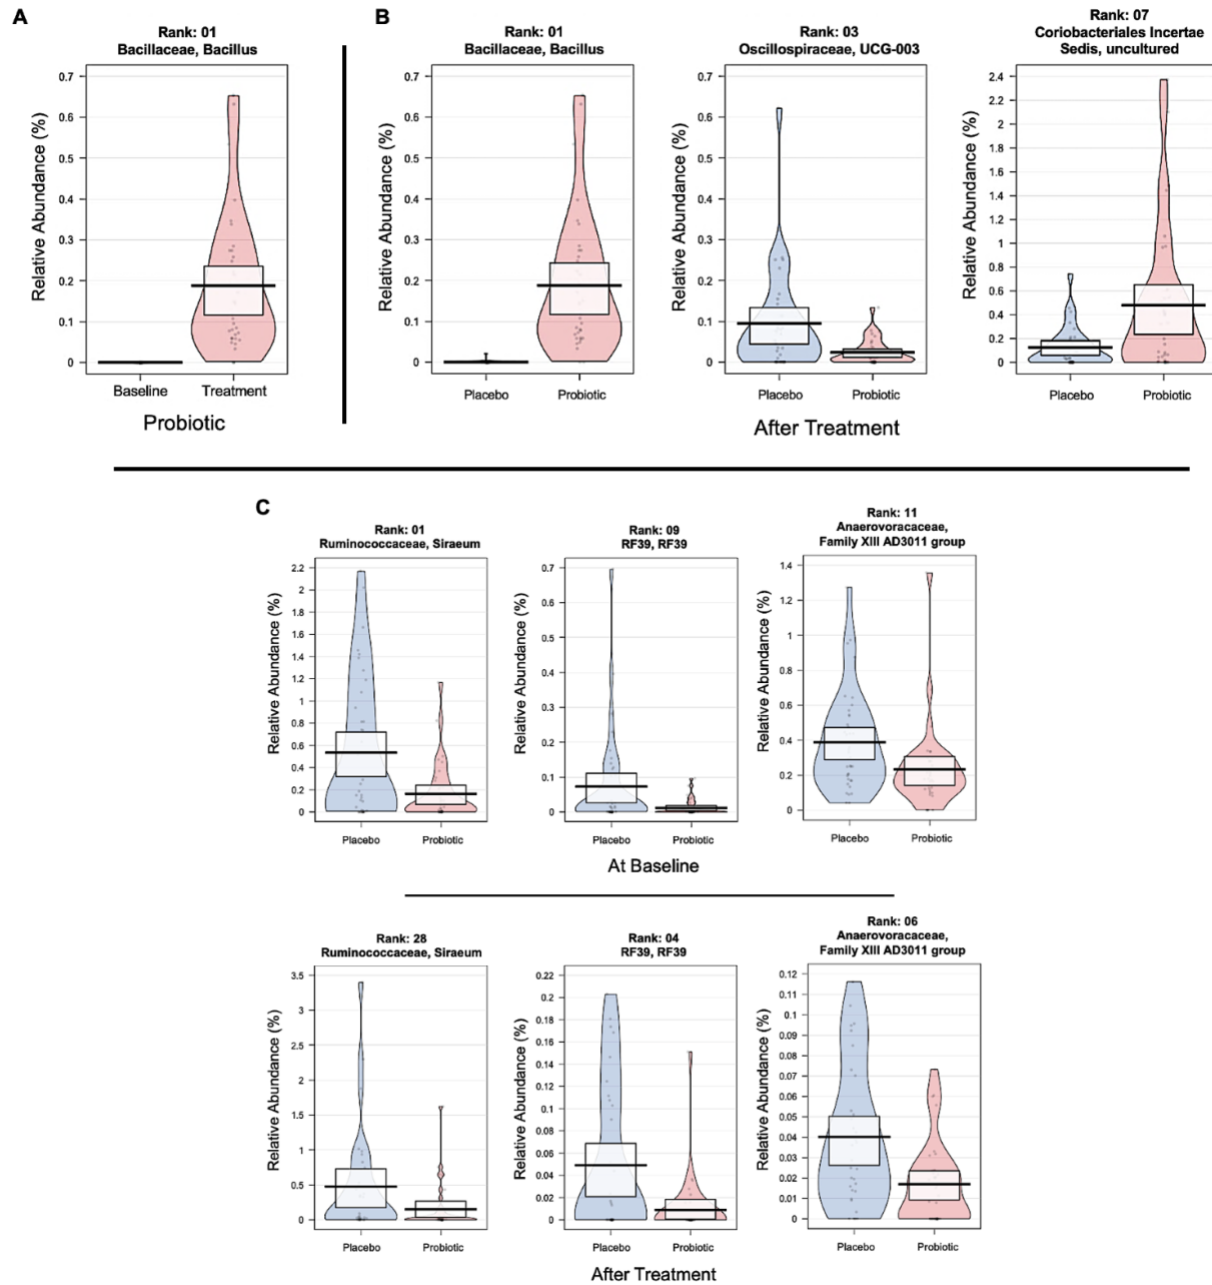 A
Rank: 01
Bacillaceae, Bacillus
Relative Abundance (%)
0.7
0.6
0.5
0.4
0.3
0.2
0.1
0
Baseline
Treatment
Probiotic
B
Rank: 01
Bacillaceae, Bacillus
Relative Abundance (%)
0.7
0.6
0.5
0.4
0.3
0.2
0.1
0
Placebo
Probiotic
Rank: 03
Oscillospiraceae, UCG-003
Relative Abundance (%)
0.7
0.6
0.5
0.4
0.3
0.2
0.1
0
Placebo
Probiotic
Rank: 07
Coriobacteriales Incertae
Sedis, uncultured
Relative Abundance (%)
2.4
2.2
2
1.8
1.6
1.4
1.2
1
0.8
0.6
0.4
0.2
0
Placebo
Probiotic
After Treatment
C
Rank: 01
Ruminococcaceae, Siraeum
Relative Abundance (%)
2.2
2
1.8
1.6
1.4
1.2
1
0.8
0.6
0.4
0.2
0
Placebo
Probiotic
Rank: 09
RF39, RF39
Relative Abundance (%)
0.7
0.6
0.5
0.4
0.3
0.2
0.1
0
Placebo
Probiotic
Rank: 11
Anaerovoracaceae,
Family XIII AD3011 group
Relative Abundance (%)
1.4
1.2
1
0.8
0.6
0.4
0.2
0
Placebo
Probiotic
At Baseline
Rank: 28
Ruminococcaceae, Siraeum
Relative Abundance (%)
3.5
3
2.5
2
1.5
1
0.5
0
Placebo
Probiotic
Rank: 04
RF39, RF39
Relative Abundance (%)
0.22
0.2
0.18
0.16
0.14
0.12
0.1
0.08
0.06
0.04
0.02
0
Placebo
Probiotic
Rank: 06
Anaerovoracaceae,
Family XIII AD3011 group
Relative Abundance (%)
0.12
0.11
0.1
0.09
0.08
0.07
0.06
0.05
0.04
0.03
0.02
0.01
0
Placebo
Probiotic
After Treatment